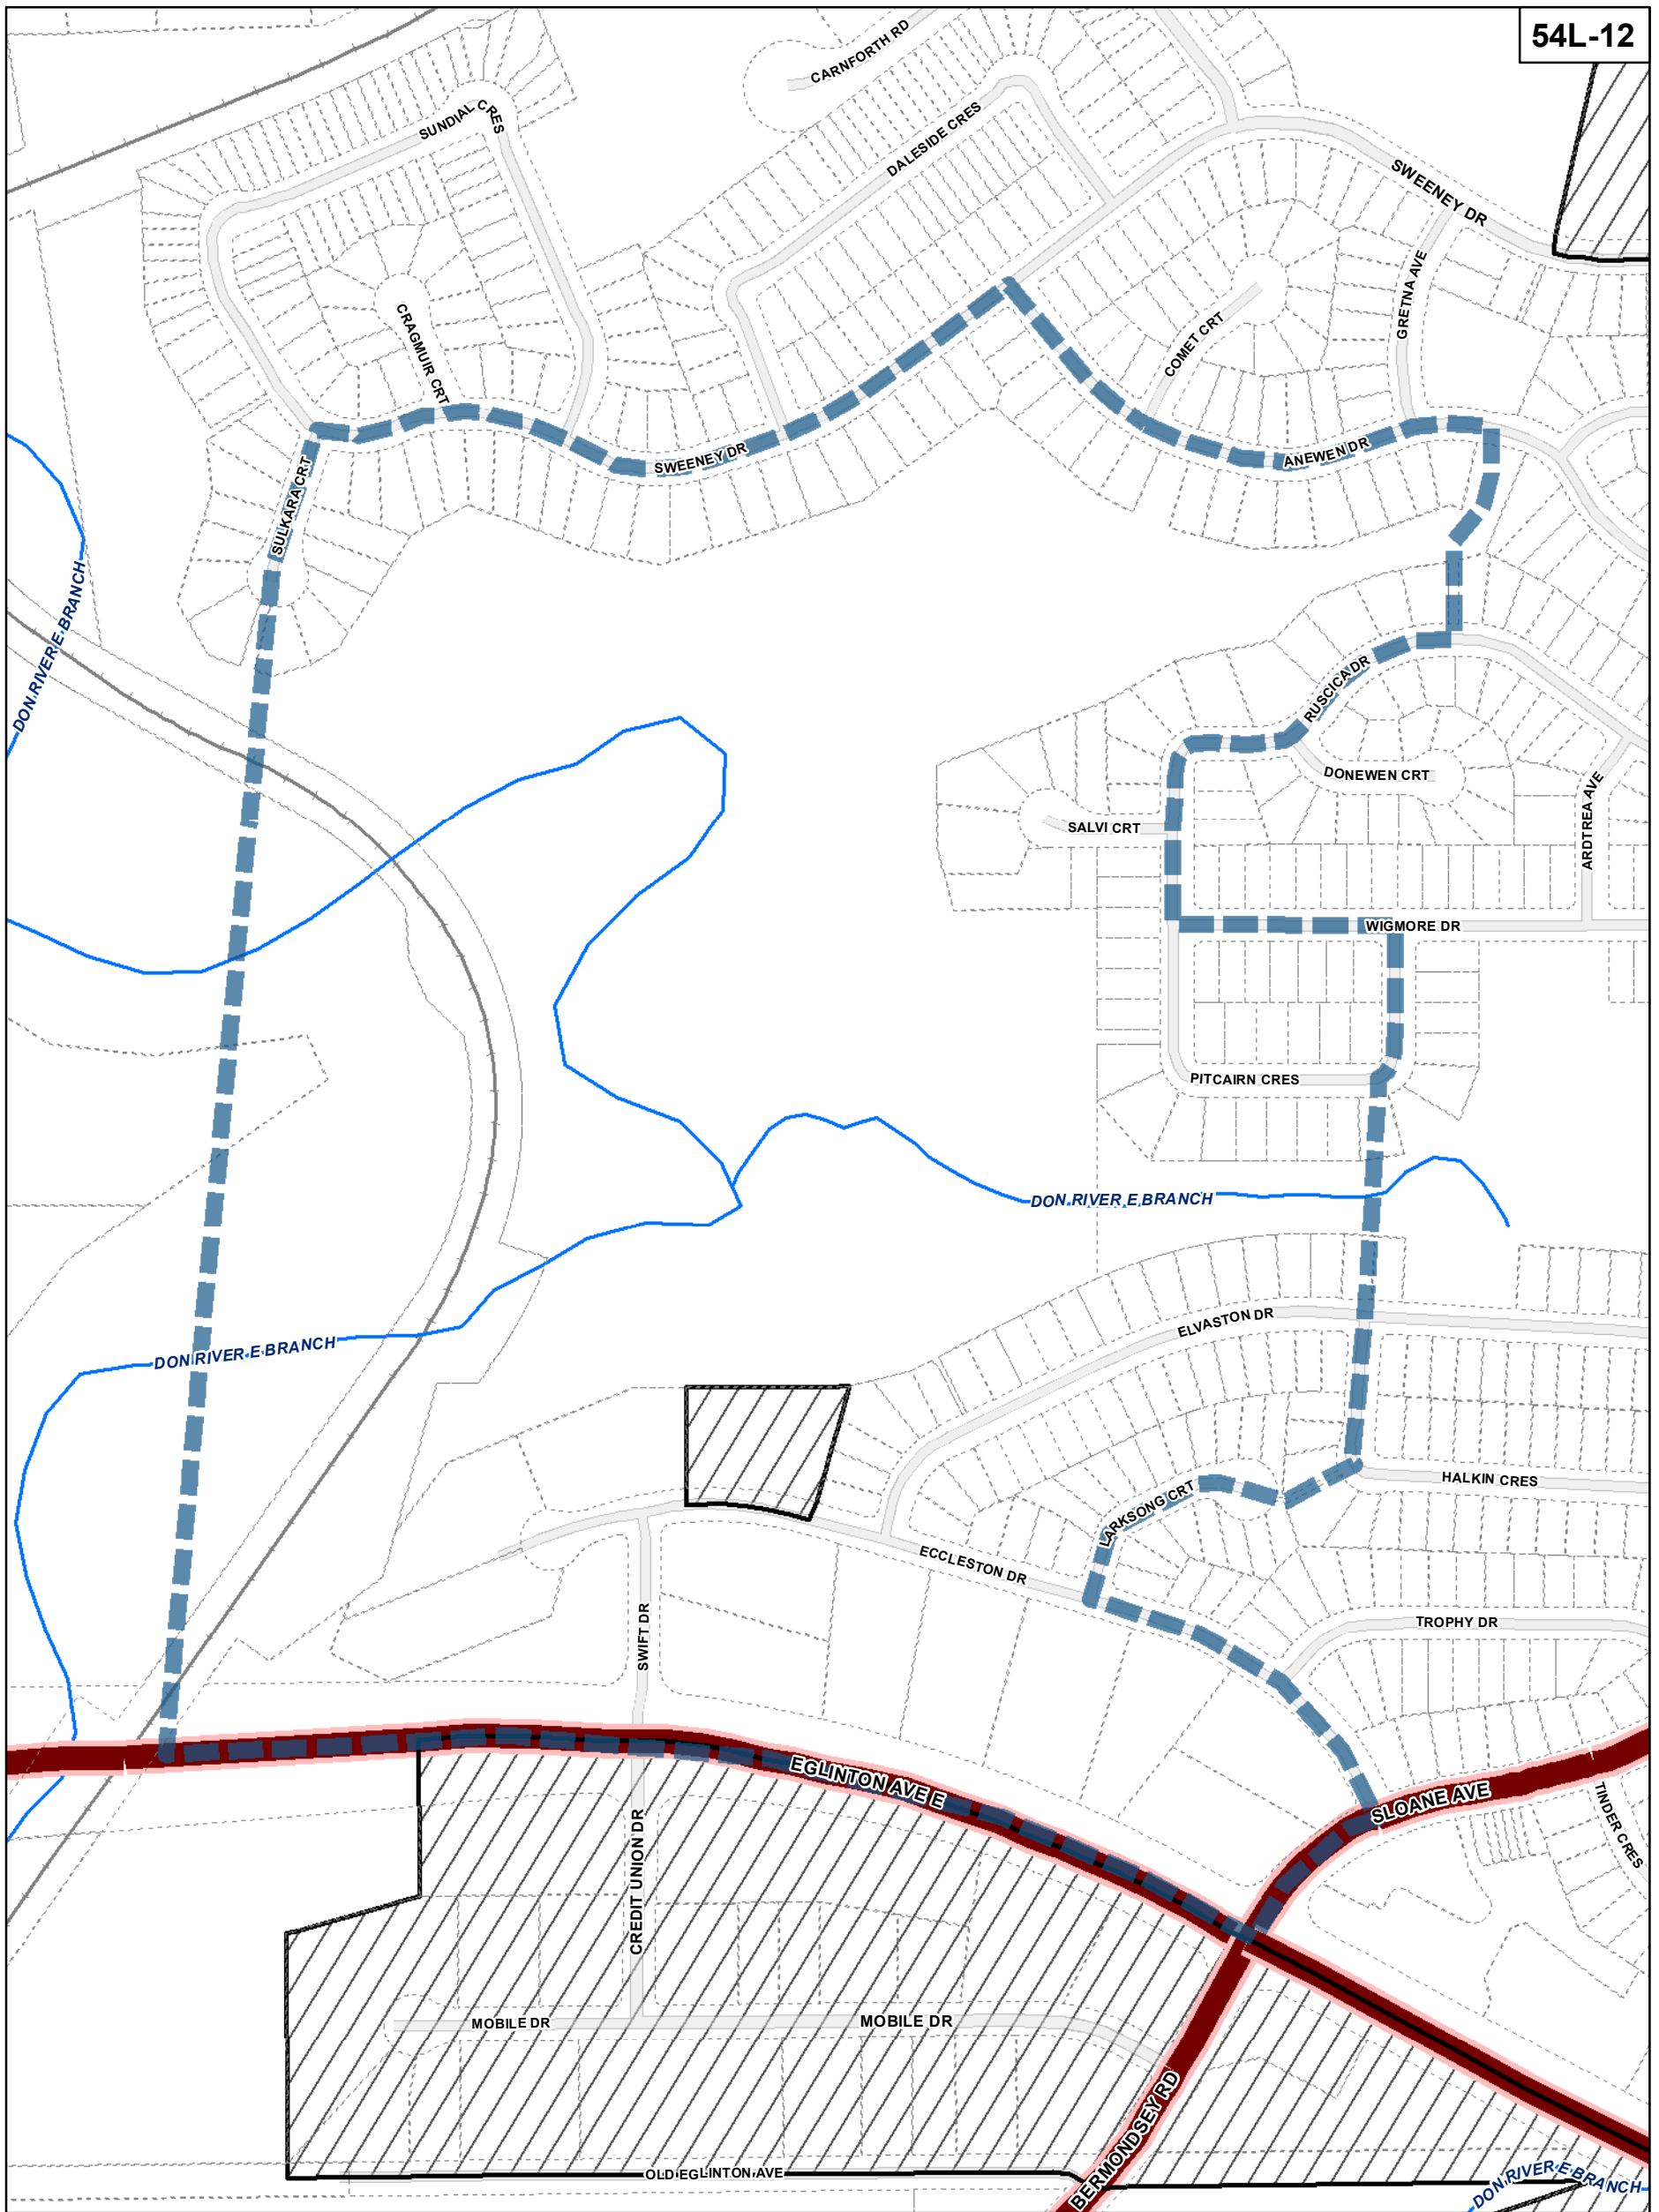 54L-12
CARNFORTH RD
SUNDIAL CRES
DALESIDE CRES
SWEENEY DR
GRETNA AVE
CRAGMUIR CRT
COMET CRT
SWEENEY DR
ANEWEN DR
SULKARA CRT
DON RIVER E BRANCH
RUSCICA DR
DONEWEN CRT
ARDTREA AVE
SALVI CRT
WIGMORE DR
PITCAIRN CRES
DON RIVER E BRANCH
ELVASTON DR
DON RIVER E BRANCH
HALKIN CRES
LARKSONG CRT
ECCLESTON DR
SWIFT DR
TROPHY DR
EGLINTON AVE E
SLOANE AVE
TINDER CRES
CREDIT UNION DR
MOBILE DR
MOBILE DR
BERMONDSEY RD
OLD EGLINTON AVE
DON RIVER E BRANCH